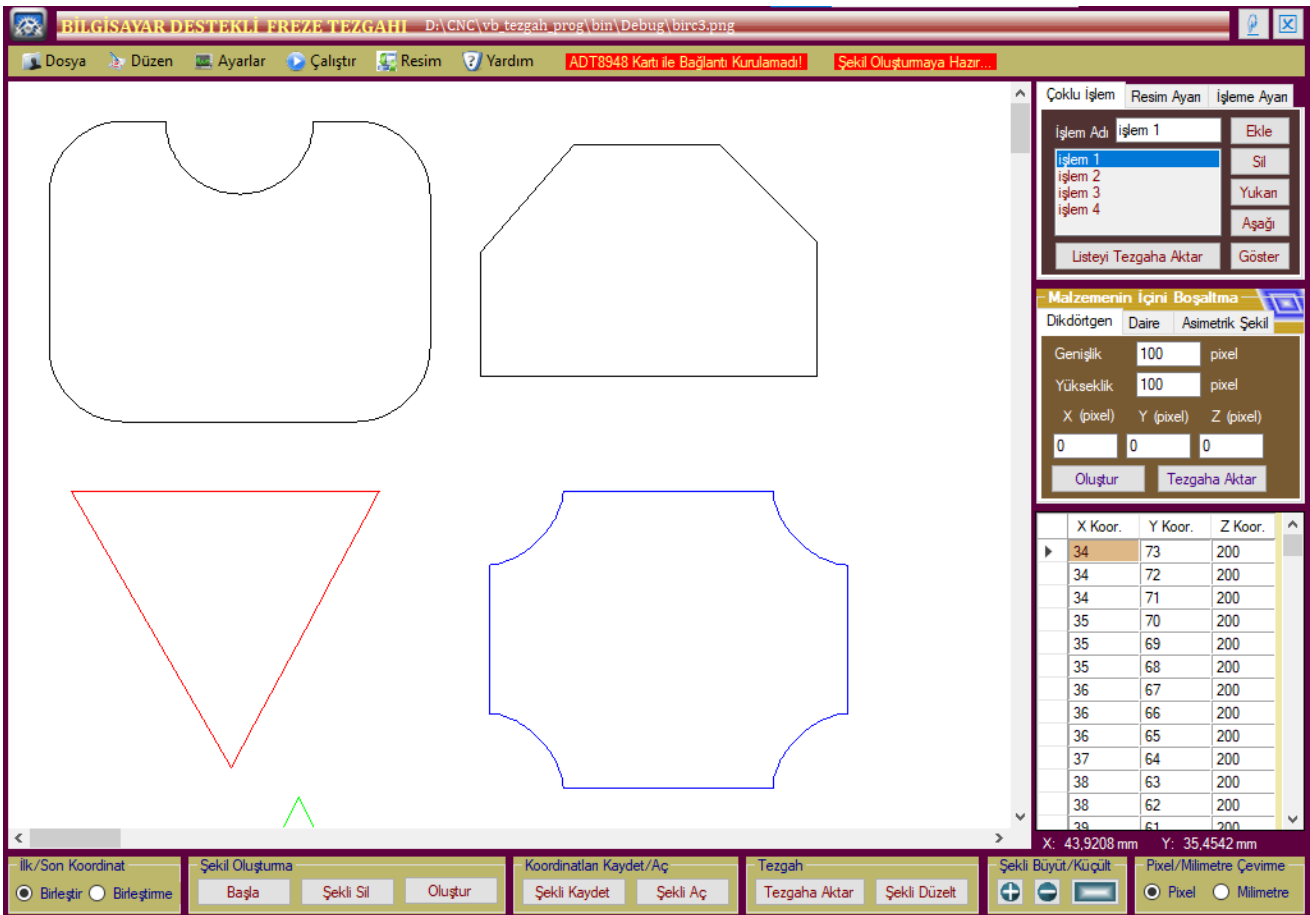 BİLGİSAYAR DESTEKLİ FREZE TEZGAHI D:\CNC\vb_tezgah_prog\bin\Debug\birc3.png
Dosya Düzen Ayarlar Çalıştır Resim Yardım ADT8948 Kartı ile Bağlantı Kurulamadı! Şekil Oluşturmaya Hazır...
Çoklu İşlem Resim Ayarı İşleme Ayarı
İşlem Adı işlem 1 Ekle
işlem 1
işlem 2
işlem 3
işlem 4
Sil
Yukarı
Aşağı
Listeyi Tezgaha Aktar Göster
Malzemenin İçini Boşaltma
Dikdörtgen Daire Asimetrik Şekil
Genişlik 100 pixel
Yükseklik 100 pixel
X (pixel) Y (pixel) Z (pixel)
0 0 0
Oluştur Tezgaha Aktar
X Koor. Y Koor. Z Koor.
34 73 200
34 72 200
34 71 200
35 70 200
35 69 200
35 68 200
36 67 200
36 66 200
36 65 200
37 64 200
38 63 200
38 62 200
39 61 200
X: 43,9208 mm Y: 35,4542 mm
İlk/Son Koordinat
Birleştir Birleştirme
Şekil Oluşturma
Başla Şekli Sil Oluştur
Koordinatları Kaydet/Aç
Şekli Kaydet Şekli Aç
Tezgah
Tezgaha Aktar Şekli Düzelt
Şekli Büyüt/Küçült
Pixel/Milimetre Çevirme
Pixel Milimetre